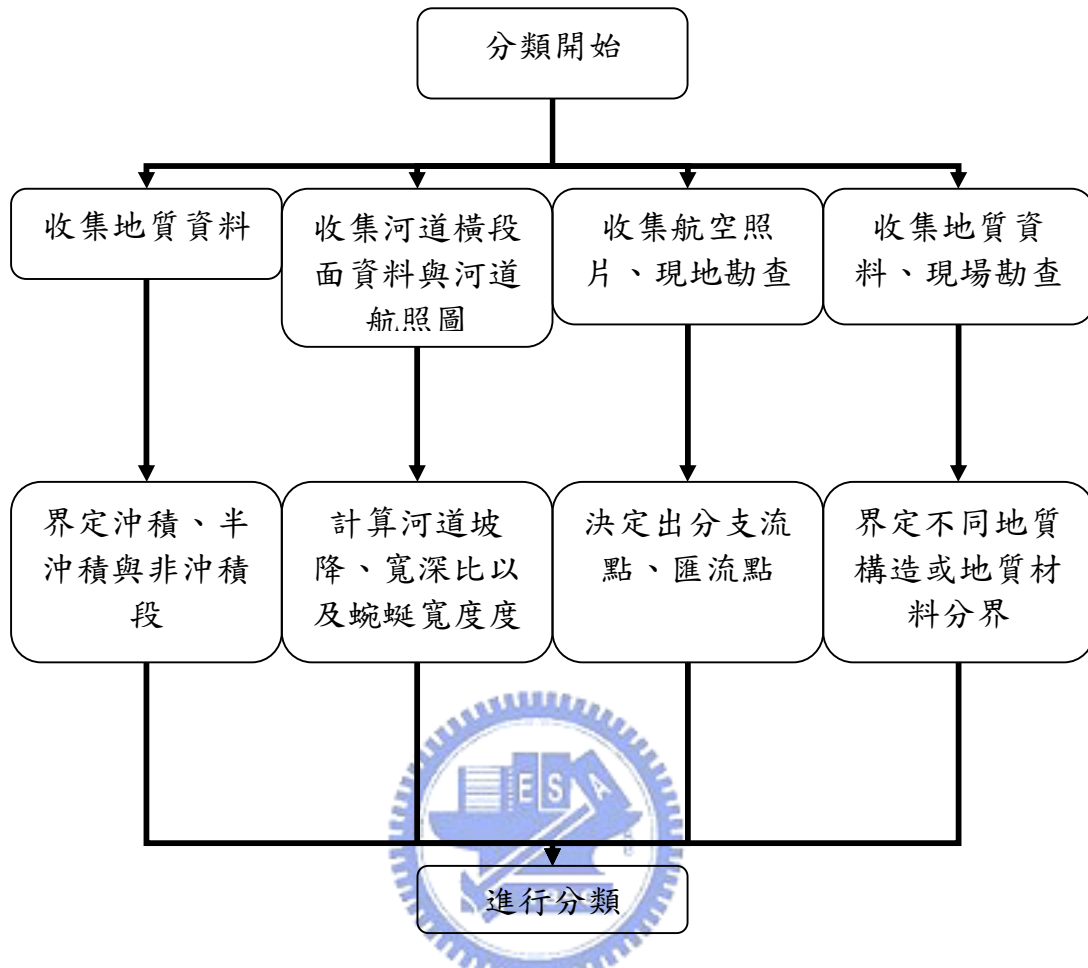 分類開始
收集地質資料
收集河道橫段
面資料與河道
航照圖
收集航空照
片、現地勘查
收集地質資
料、現場勘查
界定沖積、半
沖積與非沖積
段
計算河道坡
降、寬深比以
及蜿蜒寬度度
決定出分支流
點、匯流點
界定不同地質
構造或地質材
料分界
E S A
進行分類